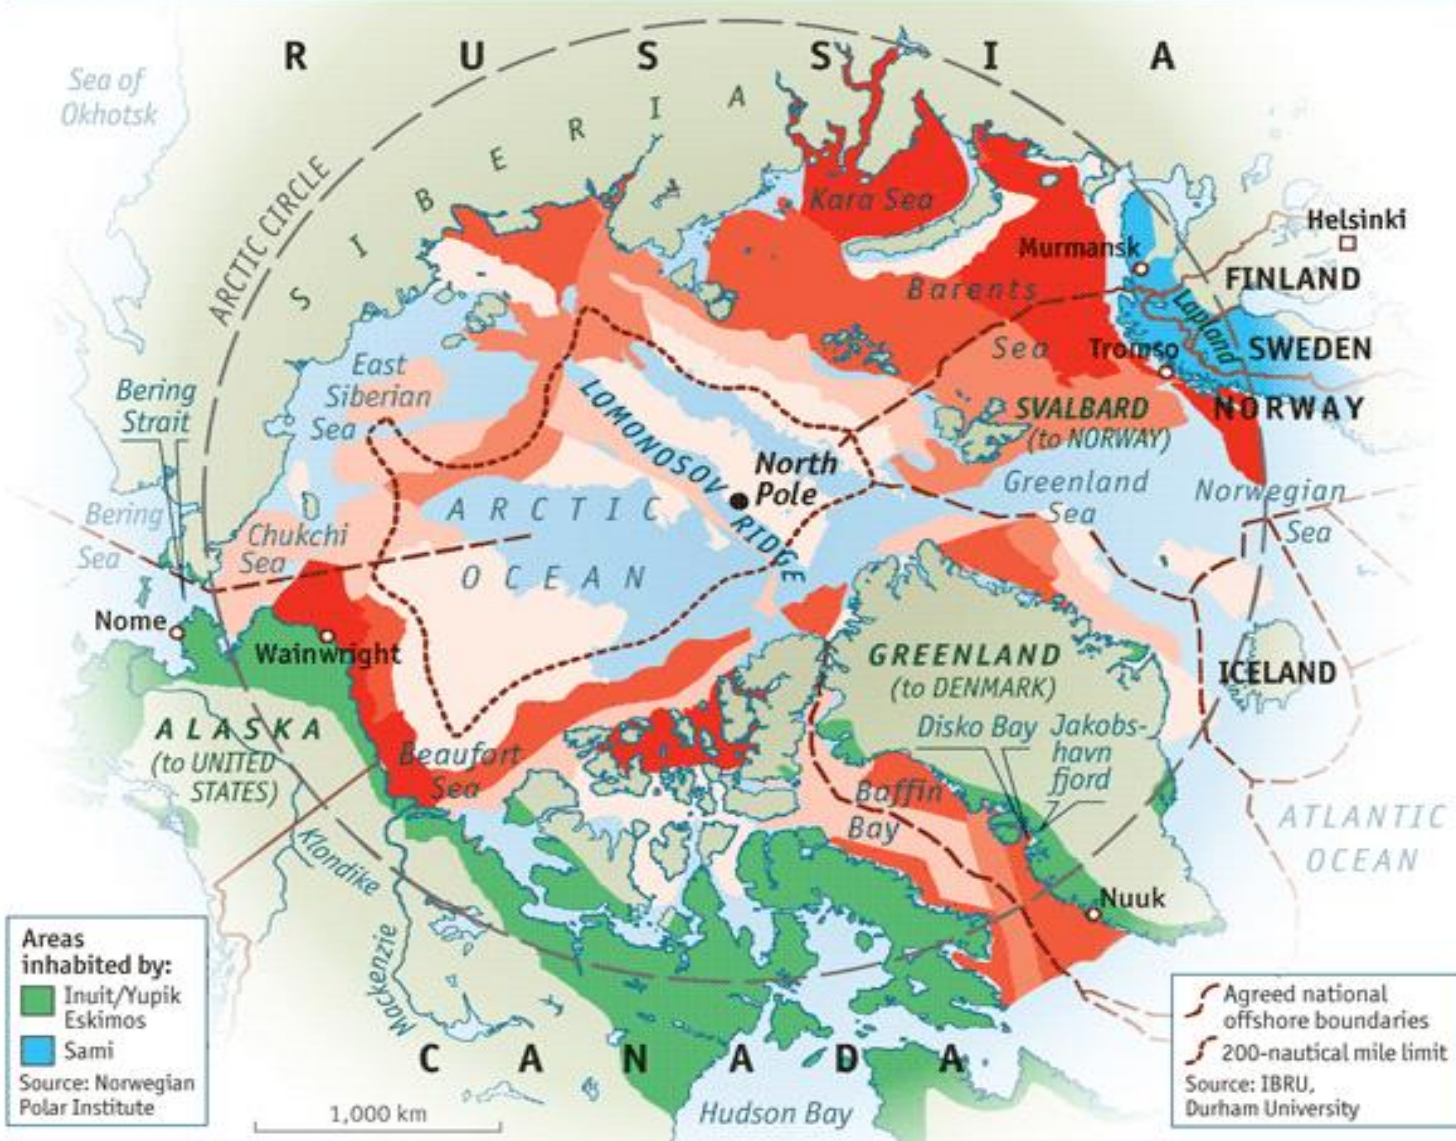 R U S S I A
Sea of
Okhotsk
S I B E R I A
ARCTIC CIRCLE
Kara Sea
Helsinki
Murmansk
FINLAND
Barents
Sea
Lapland
Tromso
SWEDEN
NORWAY
SVALBARD
(to NORWAY)
East
Siberian
Sea
Bering
Strait
LOMONOSOV
RIDGE
North
Pole
Greenland
Sea
Norwegian
Sea
ARCTIC
OCEAN
Bering
Sea
Chukchi
Sea
Nome
Wainwright
GREENLAND
(to DENMARK)
ICELAND
ALASKA
(to UNITED
STATES)
Beaufort
Sea
Disko Bay
Jakobs-
havn
fjord
Baffin
Bay
ATLANTIC
OCEAN
Klondike
Nuuk
Mackenzie
C A N A D A
Hudson Bay
Areas
inhabited by:
Inuit/Yupik
Eskimos
Sami
Source: Norwegian
Polar Institute
1,000 km
Agreed national
offshore boundaries
200-nautical mile limit
Source: IBRU,
Durham University